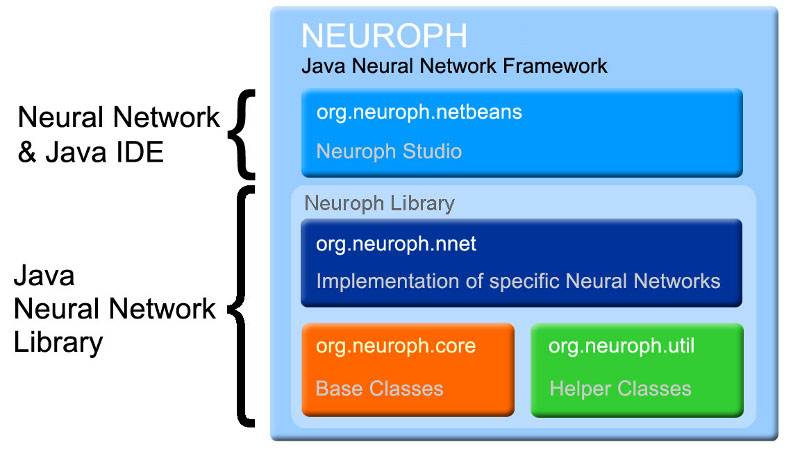 NEUROPH
Java Neural Network Framework
Neural Network
& Java IDE
org.neuroph.netbeans
Neuroph Studio
Java
Neural Network
Library
Neuroph Library
org.neuroph.nnet
Implementation of specific Neural Networks
org.neuroph.core
Base Classes
org.neuroph.util
Helper Classes